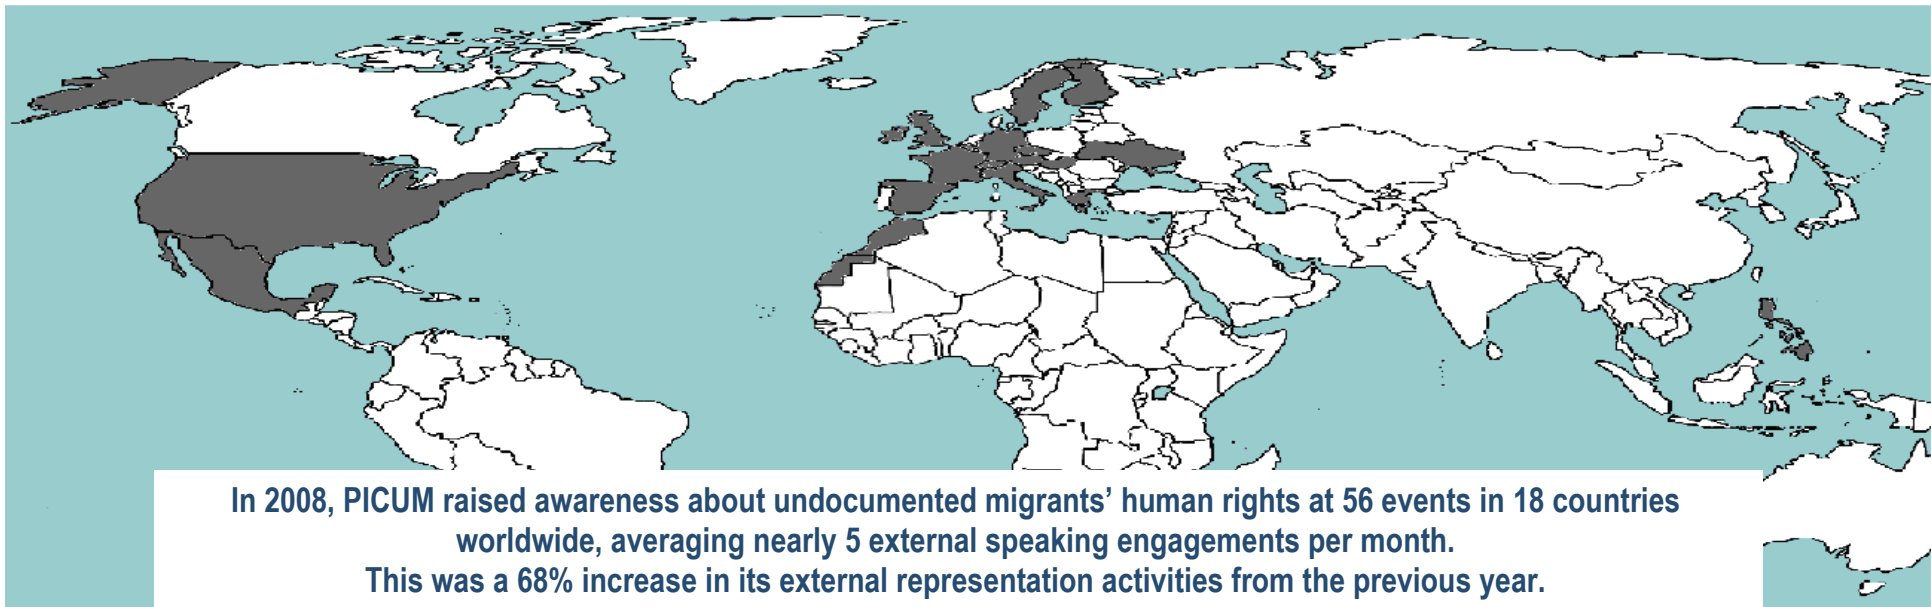 In 2008, PICUM raised awareness about undocumented migrants’ human rights at 56 events in 18 countries
worldwide, averaging nearly 5 external speaking engagements per month.
This was a 68% increase in its external representation activities from the previous year.